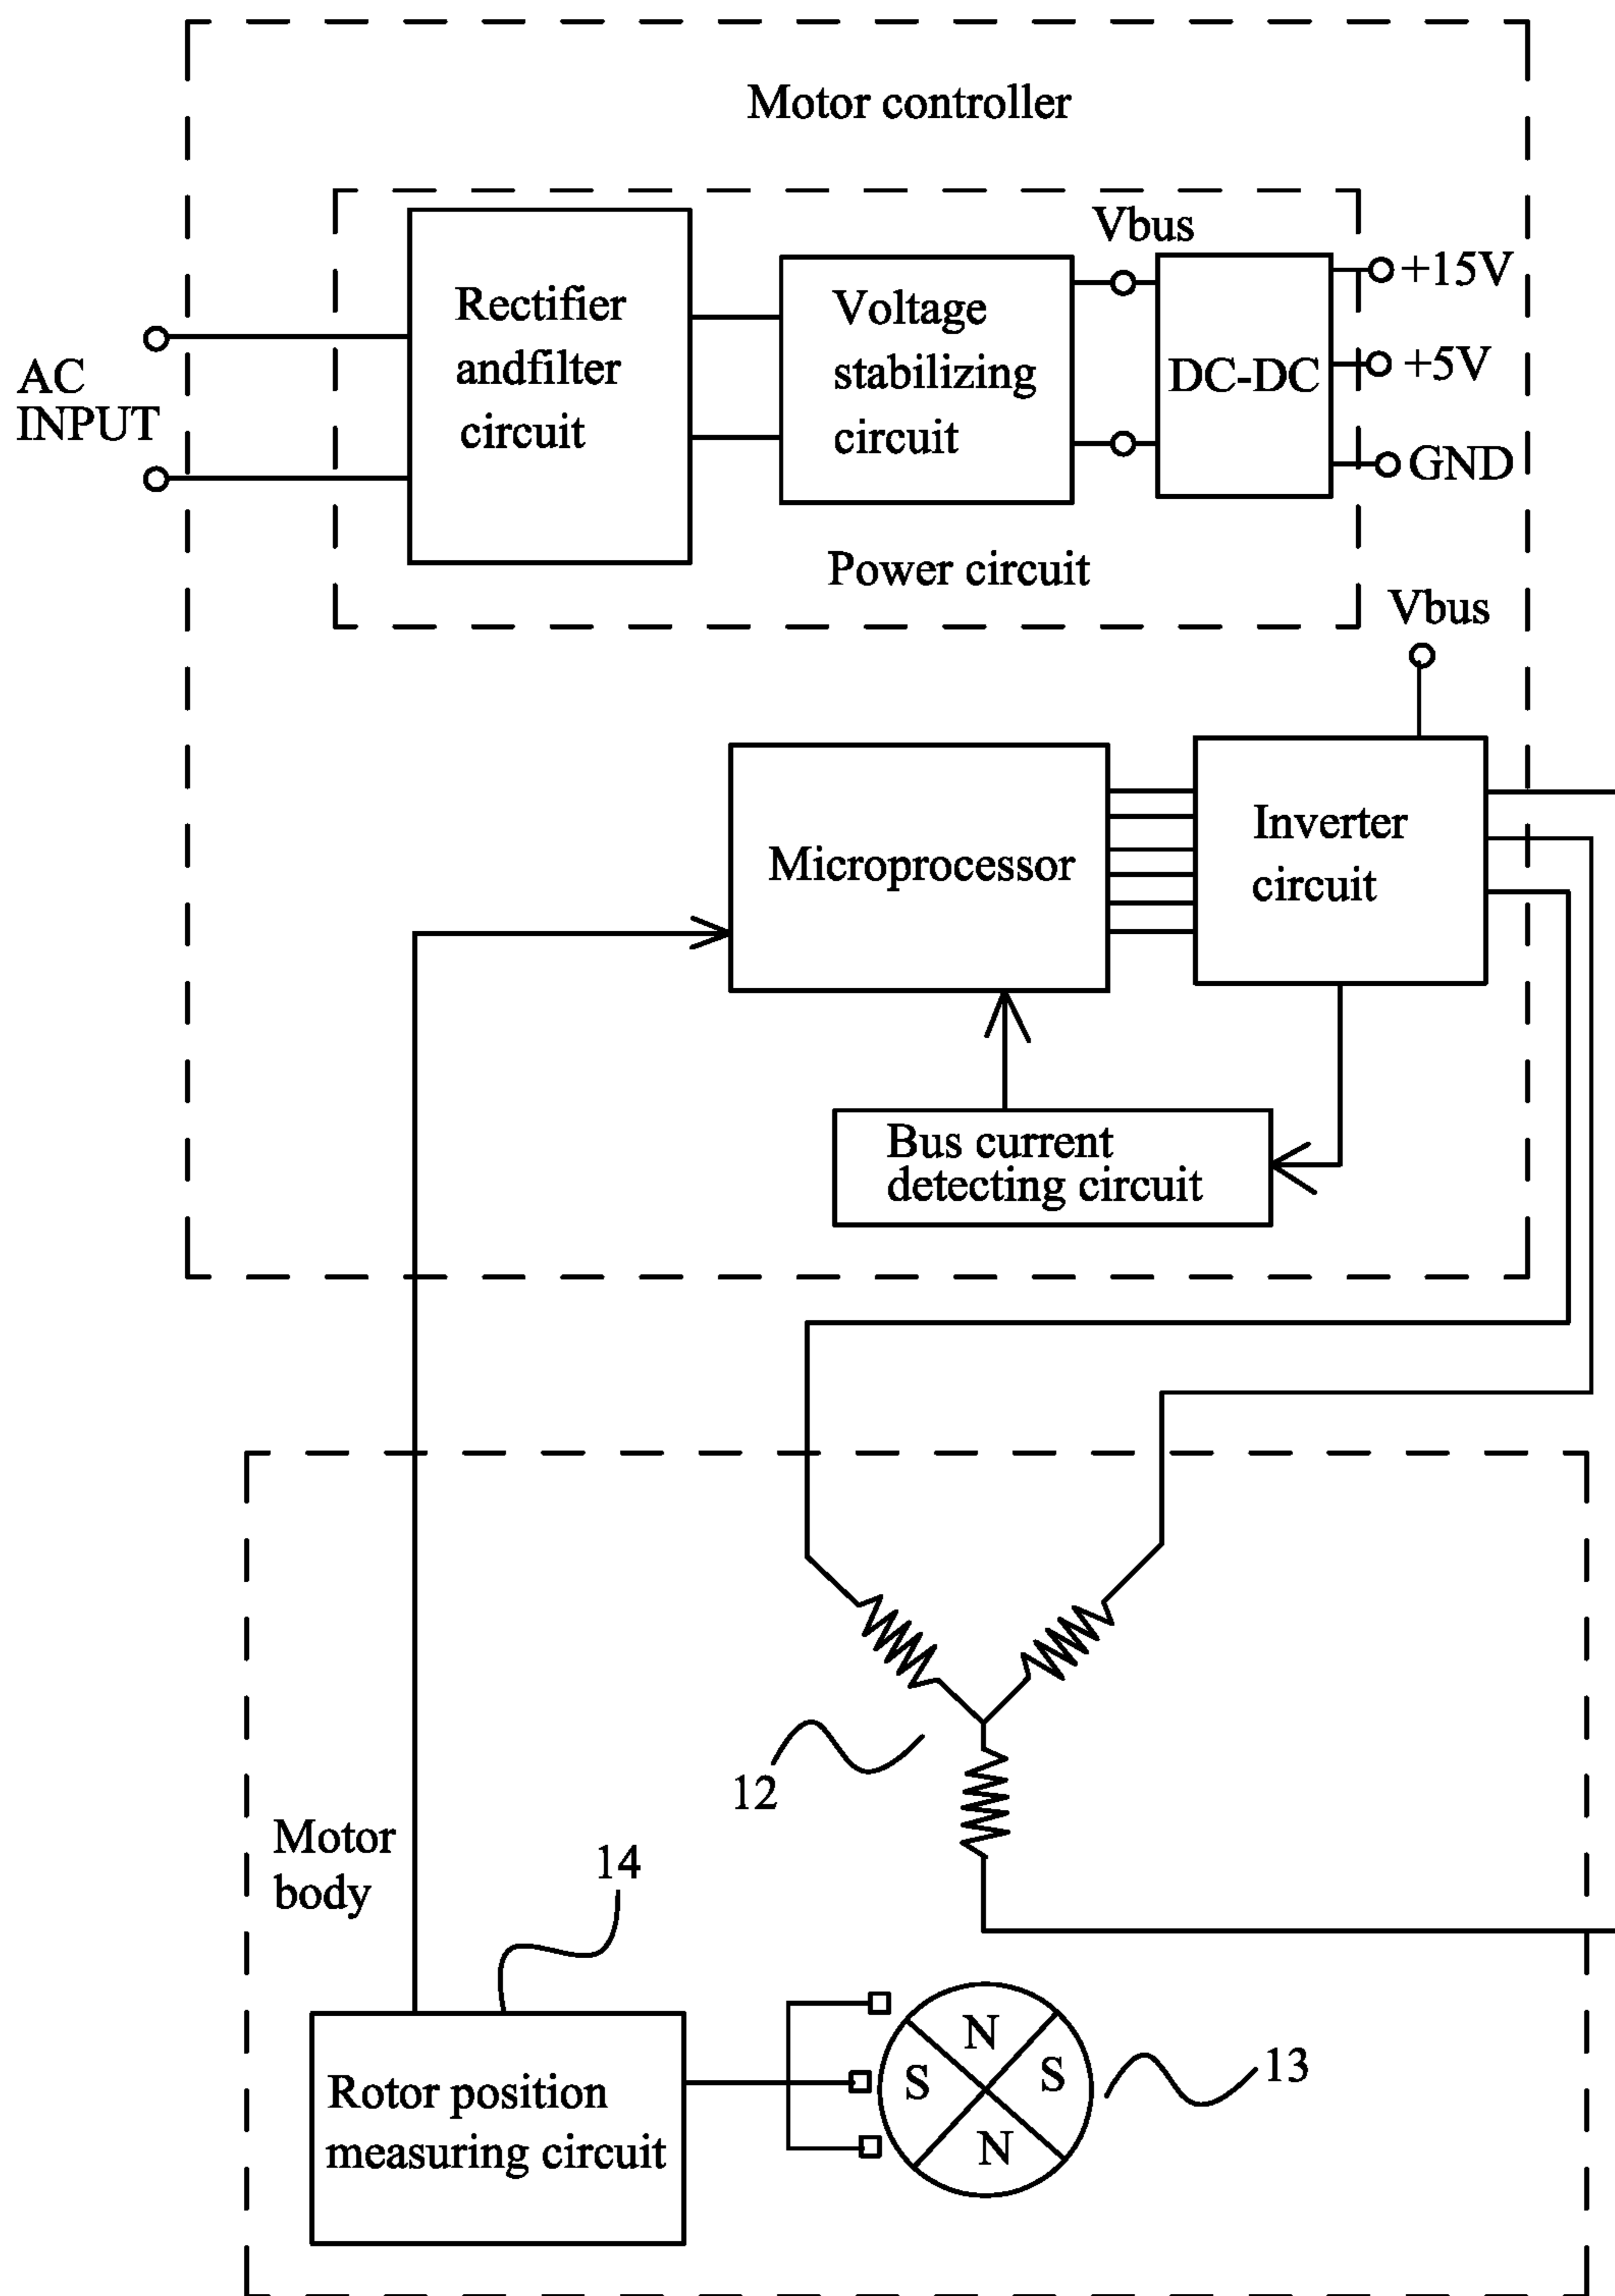 Motor controller
Vbus
+15V
Rectifier
andfilter
circuit
Voltage
stabilizing
circuit
DC-DC
+5V
AC
INPUT
GND
Power circuit
Vbus
Microprocessor
Inverter
circuit
Bus current
detecting circuit
12
Motor
body
14
N
S
S
N
13
Rotor position
measuring circuit